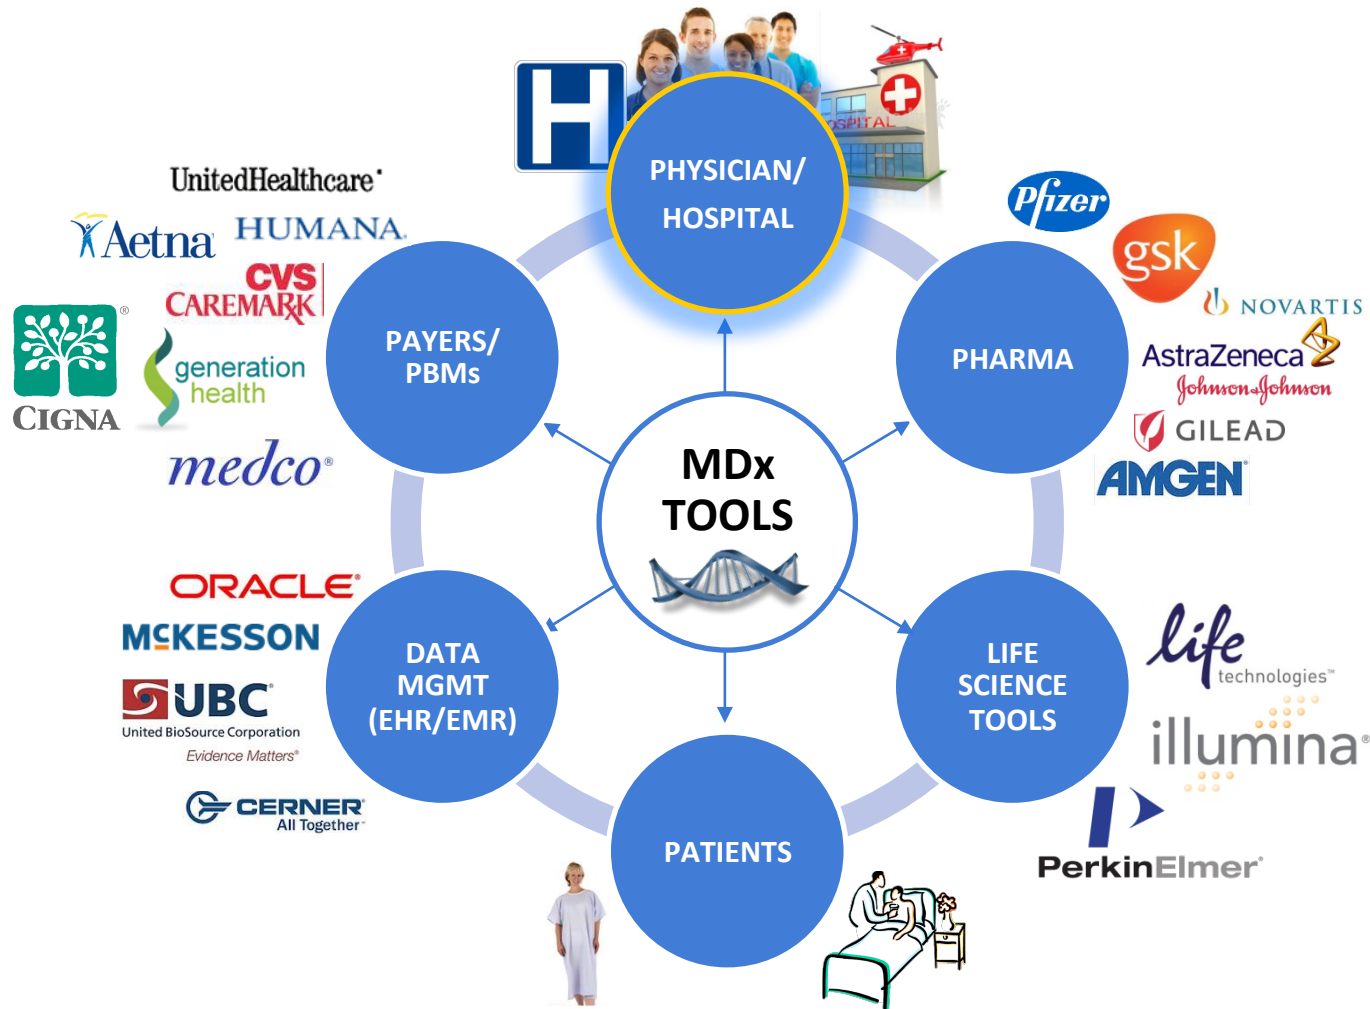 H
HOSPITAL
PHYSICIAN/
HOSPITAL
UnitedHealthcare®
Aetna®
HUMANA.
CVS
CAREMARK
CIGNA®
generation
health
medco®
PAYERS/
PBMs
Pfizer
gsk
NOVARTIS
AstraZeneca
Johnson & Johnson
GILEAD
AMGEN®
PHARMA
MDx
TOOLS
ORACLE®
McKESSON
UBC®
United BioSource Corporation
Evidence Matters®
CERNER®
All Together™
DATA
MGMT
(EHR/EMR)
LIFE
SCIENCE
TOOLS
life
technologies™
illumina®
PerkinElmer®
PATIENTS